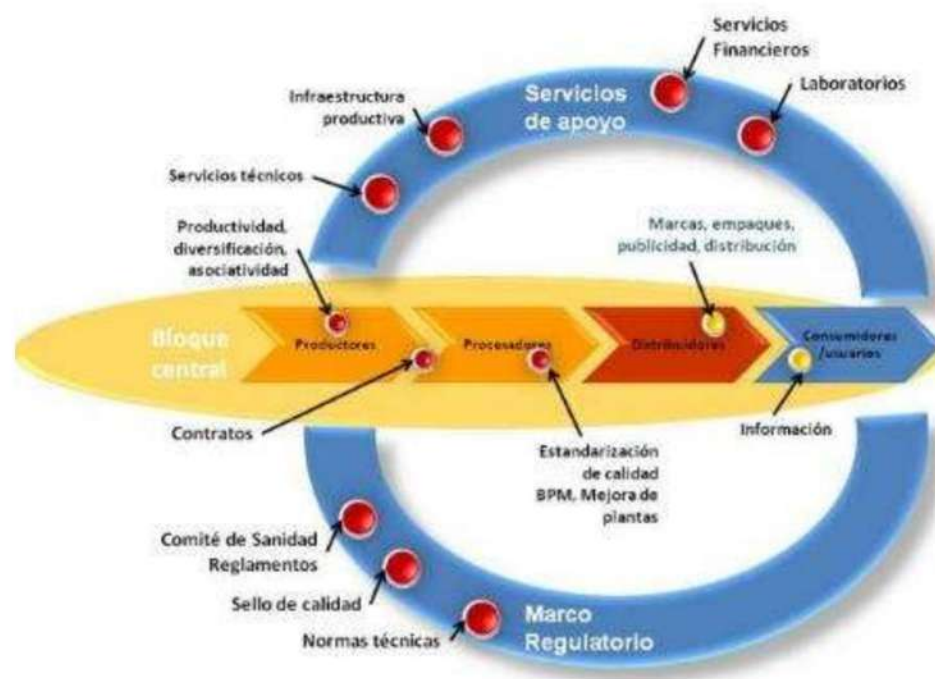 Servicios
Financieros
Laboratorios
Servicios
de apoyo
Infraestructura
productiva
Servicios técnicos
Productividad,
diversificación,
asociatividad
Marcas, empaques,
publicidad, distribución
Bloque
central
Productores
Procesadores
Distribuidores
Consumidores
/usuarios
Contratos
Información
Estandarización
de calidad
BPM, Mejora de
plantas
Comité de Sanidad
Reglamentos
Sello de calidad
Normas técnicas
Marco
Regulatorio